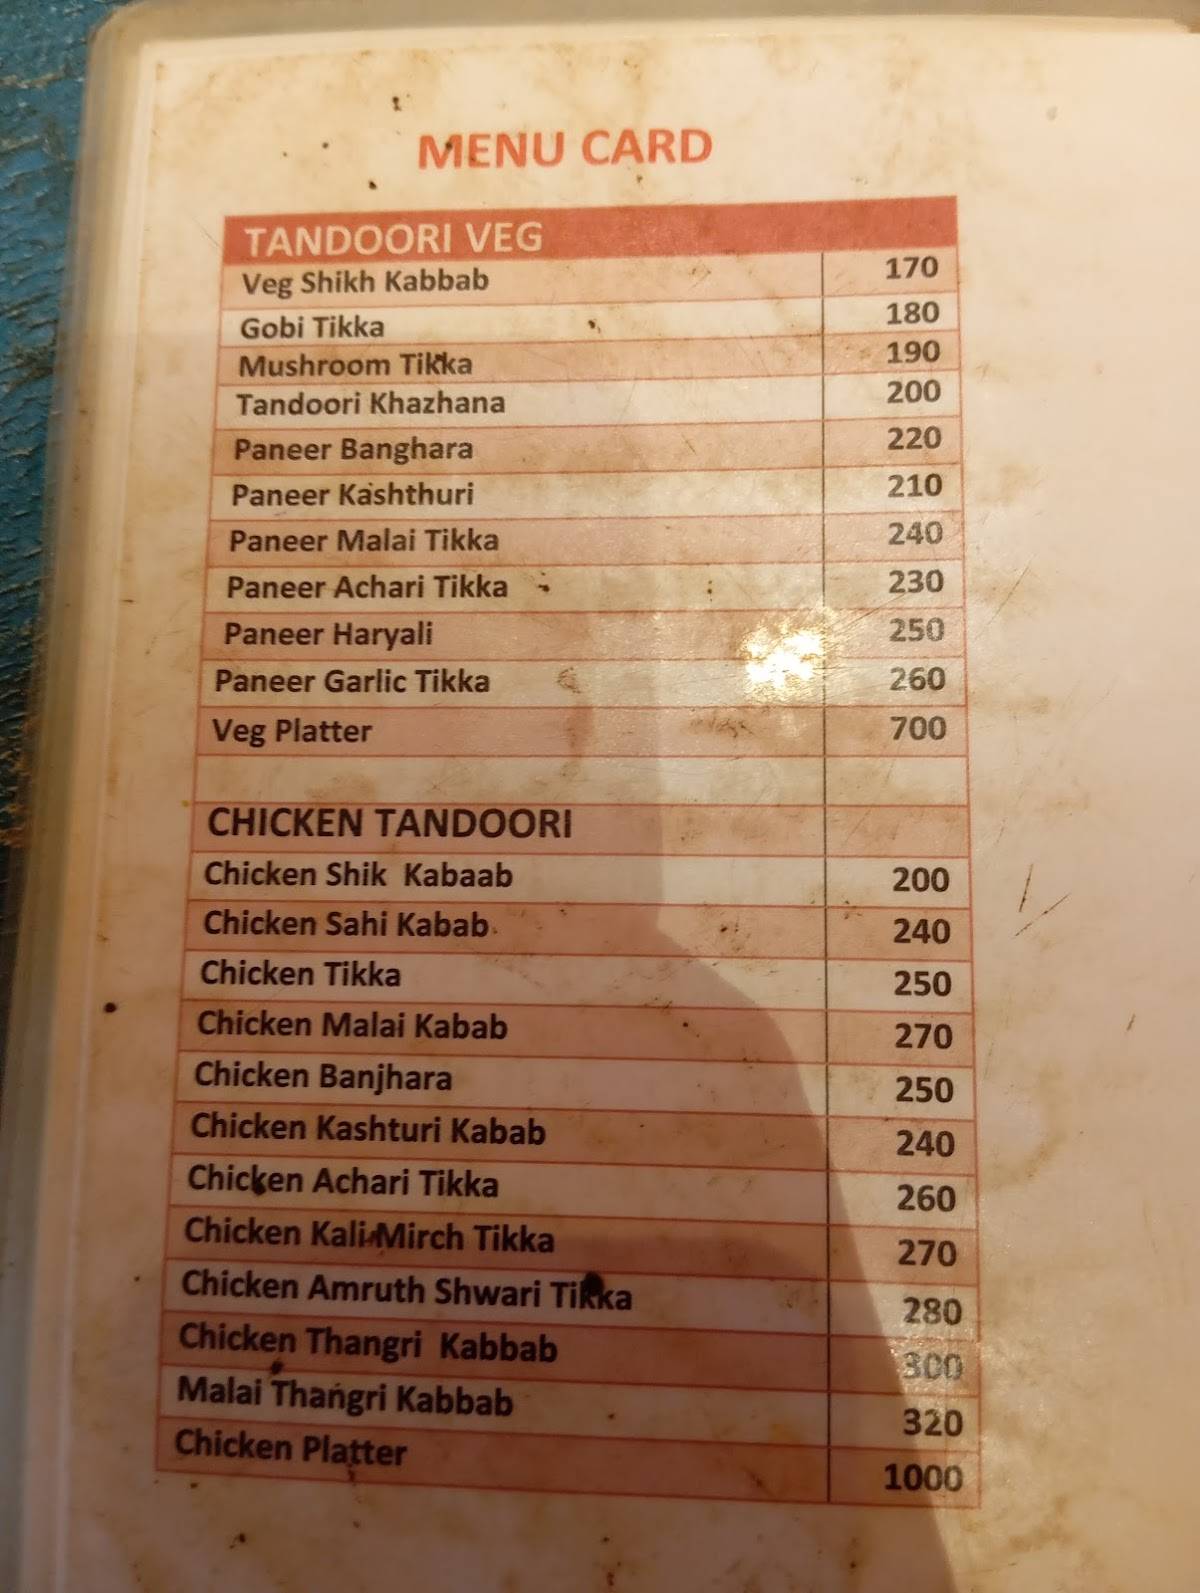 MENU CARD
TANDOORI VEG
Veg Shikh Kabbab 170
Gobi Tikka 180
Mushroom Tikka 190
Tandoori Khazhana 200
Paneer Banghara 220
Paneer Kashthuri 210
Paneer Malai Tikka 240
Paneer Achari Tikka 230
Paneer Haryali 250
Paneer Garlic Tikka 260
Veg Platter 700
CHICKEN TANDOORI
Chicken Shik Kabaab 200
Chicken Sahi Kabab 240
Chicken Tikka 250
Chicken Malai Kabab 270
Chicken Banjhara 250
Chicken Kashturi Kabab 240
Chicken Achari Tikka 260
Chicken Kali Mirch Tikka 270
Chicken Amruth Shwari Tikka 280
Chicken Thangri Kabbab 300
Malai Thangri Kabbab 320
Chicken Platter 1000